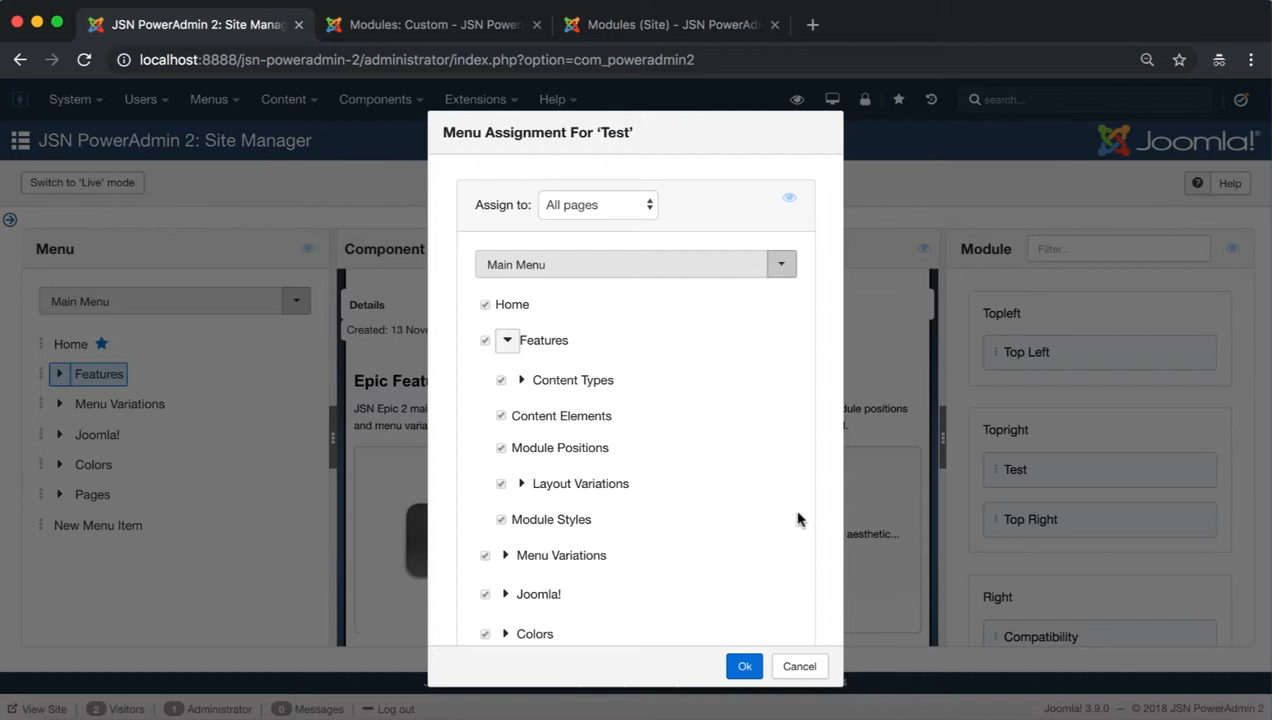 JSN PowerAdmin 2: Site Mana
Modules: Custom - JSN Power
Modules (Site) - JSN PowerAd
localhost:8888/jsn-poweradmin-2/administrator/index.php?option=com_poweradmin2
System Users Menus Content Components Extensions Help search...
JSN PowerAdmin 2: Site Manager
Joomla!
Switch to 'Live' mode
Help
Menu
Main Menu
Home
Features
Menu Variations
Joomla!
Colors
Pages
New Menu Item
Component
Details
Created: 13 Nove
Epic Feat
JSN Epic 2 mai
and menu varia
dule positions
aesthetic...
Menu Assignment For 'Test'
Assign to: All pages
Main Menu
Home
Features
Content Types
Content Elements
Module Positions
Layout Variations
Module Styles
Menu Variations
Joomla!
Colors
Ok Cancel
Module
Filter...
Topleft
Top Left
Topright
Test
Top Right
Right
Compatibility
View Site 2 Visitors 1 Administrator 0 Messages Log out
Joomla! 3.9.0 — © 2018 JSN PowerAdmin 2